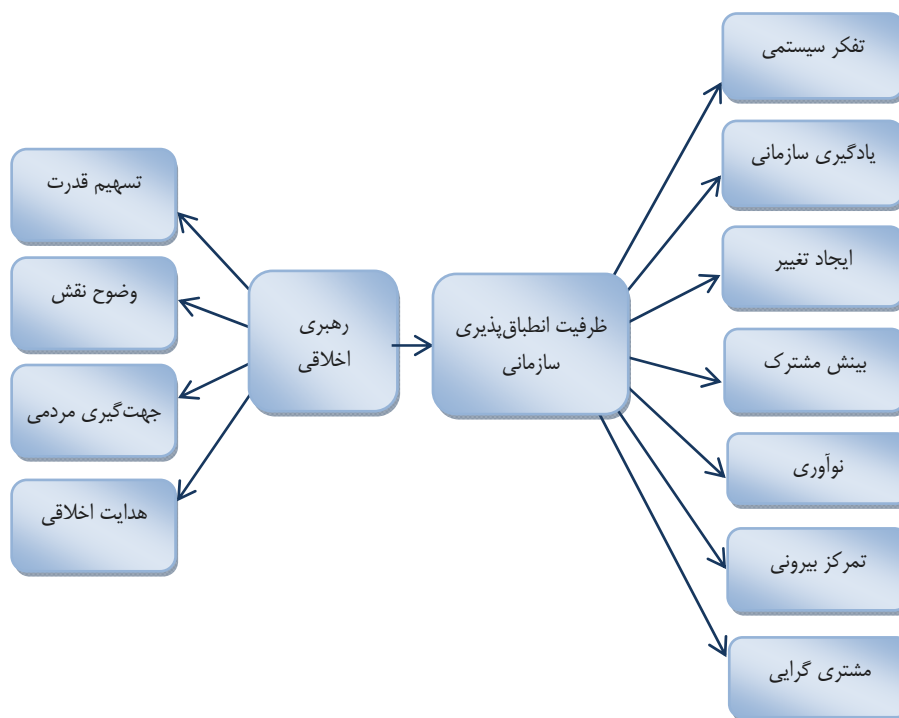 تفکر سیستمی
یادگیری سازمانی
ایجاد تغییر
بینش مشترک
نوآوری
تمرکز بیرونی
مشتری گرایی
ظرفیت انطباق‌پذیری
سازمانی
رهبری
اخلاقی
تسهیم قدرت
وضوح نقش
جهت‌گیری مردمی
هدایت اخلاقی